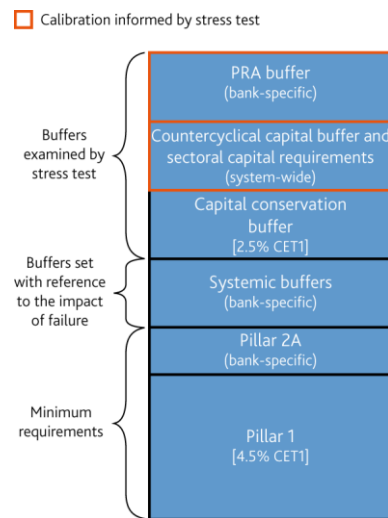 Calibration informed by stress test
PRA buffer
(bank-specific)
Buffers
examined by
stress test
Countercyclical capital buffer and
sectoral capital requirements
(system-wide)
Capital conservation
buffer
[2.5% CET1]
Buffers set
with reference
to the impact
of failure
Systemic buffers
(bank-specific)
Pillar 2A
(bank-specific)
Minimum
requirements
Pillar 1
[4.5% CET1]